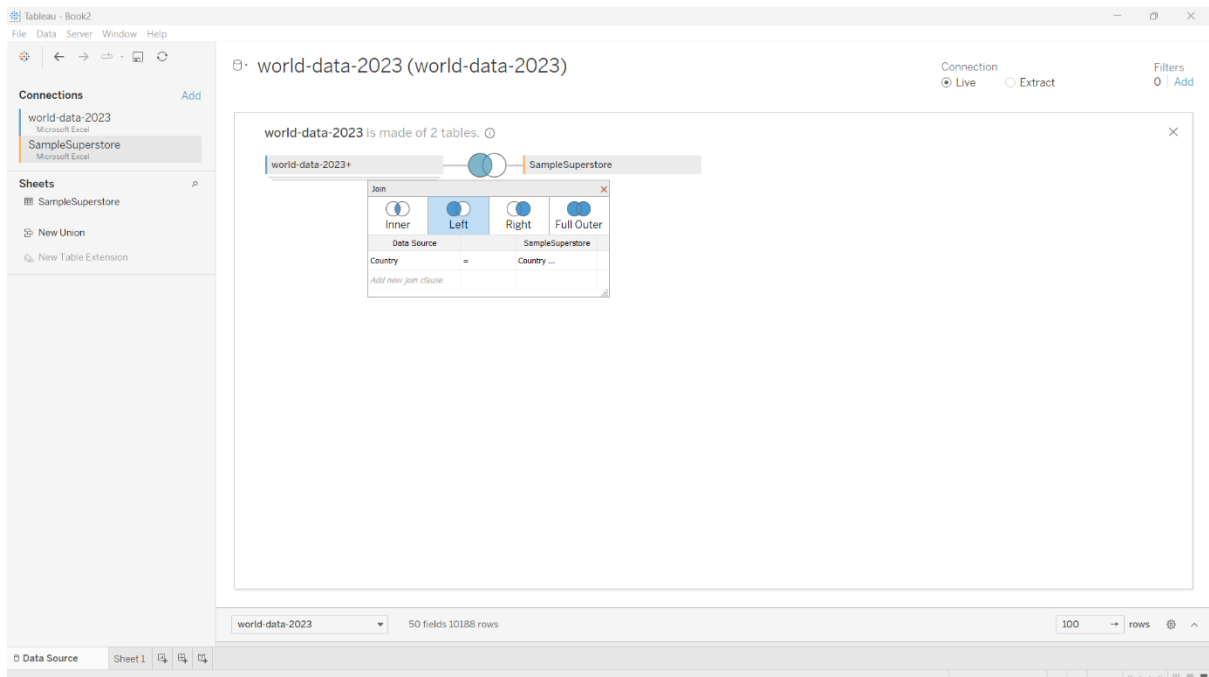 Tableau - Book2
File Data Server Window Help
Connections Add
world-data-2023
Microsoft Excel
SampleSuperstore
Microsoft Excel
Sheets
SampleSuperstore
New Union
New Table Extension
world-data-2023 (world-data-2023)
Connection
Live Extract
Filters
0 Add
world-data-2023 is made of 2 tables.
world-data-2023+ SampleSuperstore
Join
Inner Left Right Full Outer
Data Source SampleSuperstore
Country = Country ...
Add new join clause
world-data-2023 50 fields 10188 rows 100 → rows
Data Source Sheet 1